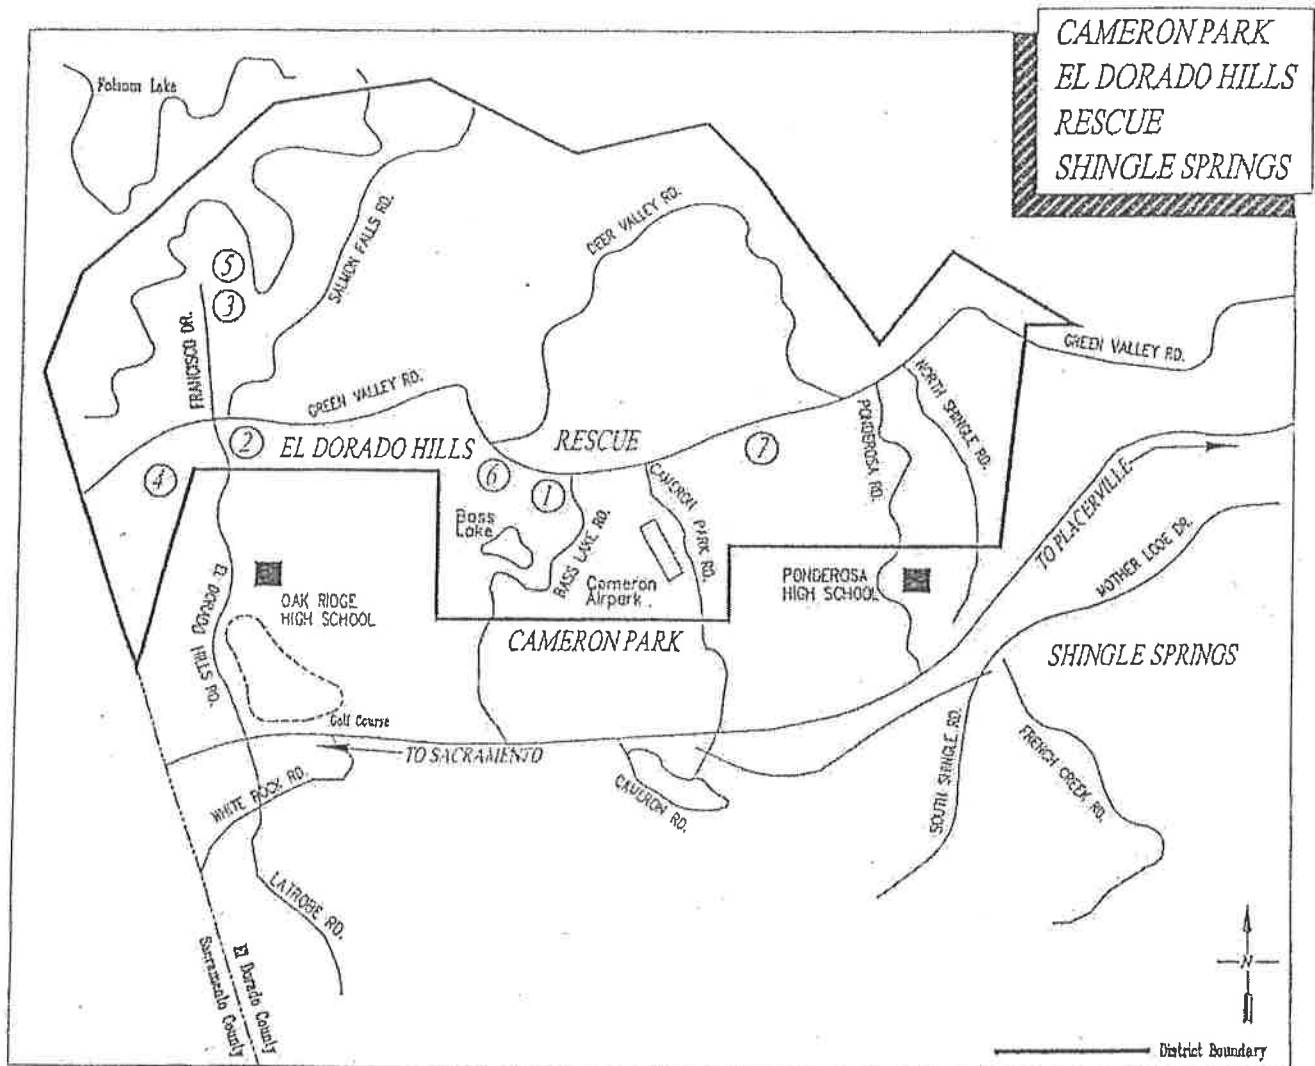 CAMERON PARK
EL DORADO HILLS
RESCUE
SHINGLE SPRINGS
Folsom Lake
DEER VALLEY RD.
SALMON FALLS RD.
5
3
FRANCISCO DR.
GREEN VALLEY RD.
GREEN VALLEY RD.
NORTH SHINGLE RD.
PONDEROSA RD.
2
EL DORADO HILLS
RESCUE
7
4
6
1
CAMERON PARK RD.
Bass
Lake
BASS LAKE RD.
Cameron
Airpark
TO PLACERVILLE
MOTHER LODE DR.
EL DORADO HILLS RD.
OAK RIDGE
HIGH SCHOOL
PONDEROSA
HIGH SCHOOL
CAMERON PARK
SHINGLE SPRINGS
Golf Course
TO SACRAMENTO
WHITE ROCK RD.
CAMERON RD.
SOUTH SHINGLE RD.
FRENCH CREEK RD.
LATROBE RD.
El Dorado County
Sacramento County
N
District Boundary